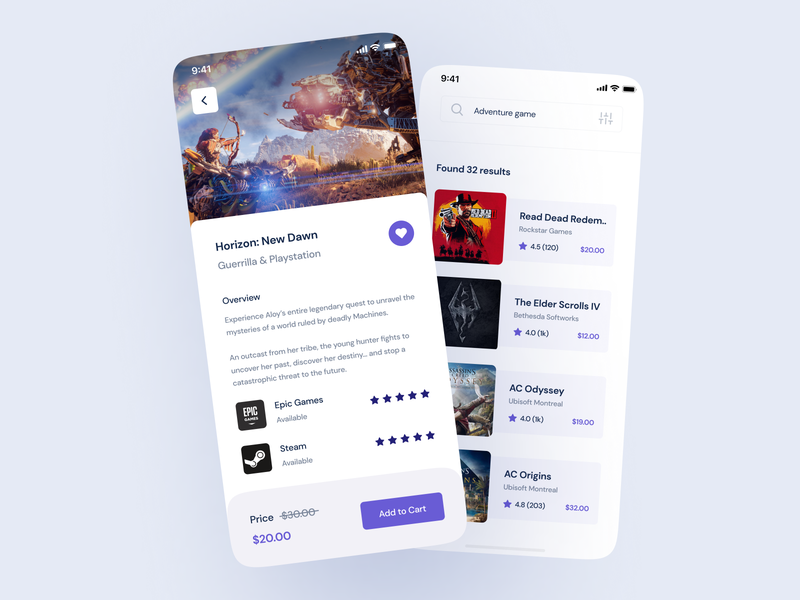 9:41
Horizon: New Dawn
Guerrilla & Playstation
Overview
Experience Aloy's entire legendary quest to unravel the
mysteries of a world ruled by deadly Machines.
An outcast from her tribe, the young hunter fights to
uncover her past, discover her destiny… and stop a
catastrophic threat to the future.
EPIC
GAMES
Epic Games
Available
Steam
Available
Price $30.00
$20.00
Add to Cart
9:41
Adventure game
Found 32 results
Read Dead Redem..
Rockstar Games
4.5 (120)
$20.00
The Elder Scrolls IV
Bethesda Softworks
4.0 (1k)
$12.00
AC Odyssey
Ubisoft Montreal
4.0 (1k)
$19.00
AC Origins
Ubisoft Montreal
4.8 (203)
$32.00